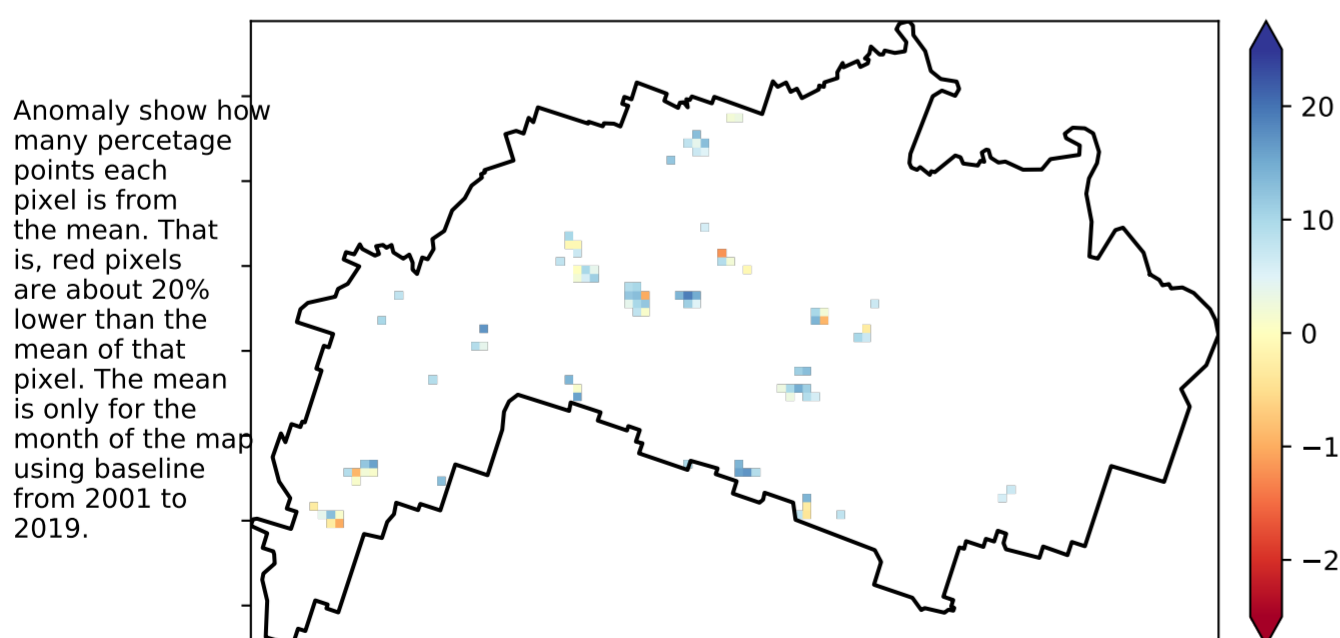 Anomaly show how
many percetage
points each
pixel is from
the mean. That
is, red pixels
are about 20%
lower than the
mean of that
pixel. The mean
is only for the
month of the map
using baseline
from 2001 to
2019.
20
10
0
−1
−2